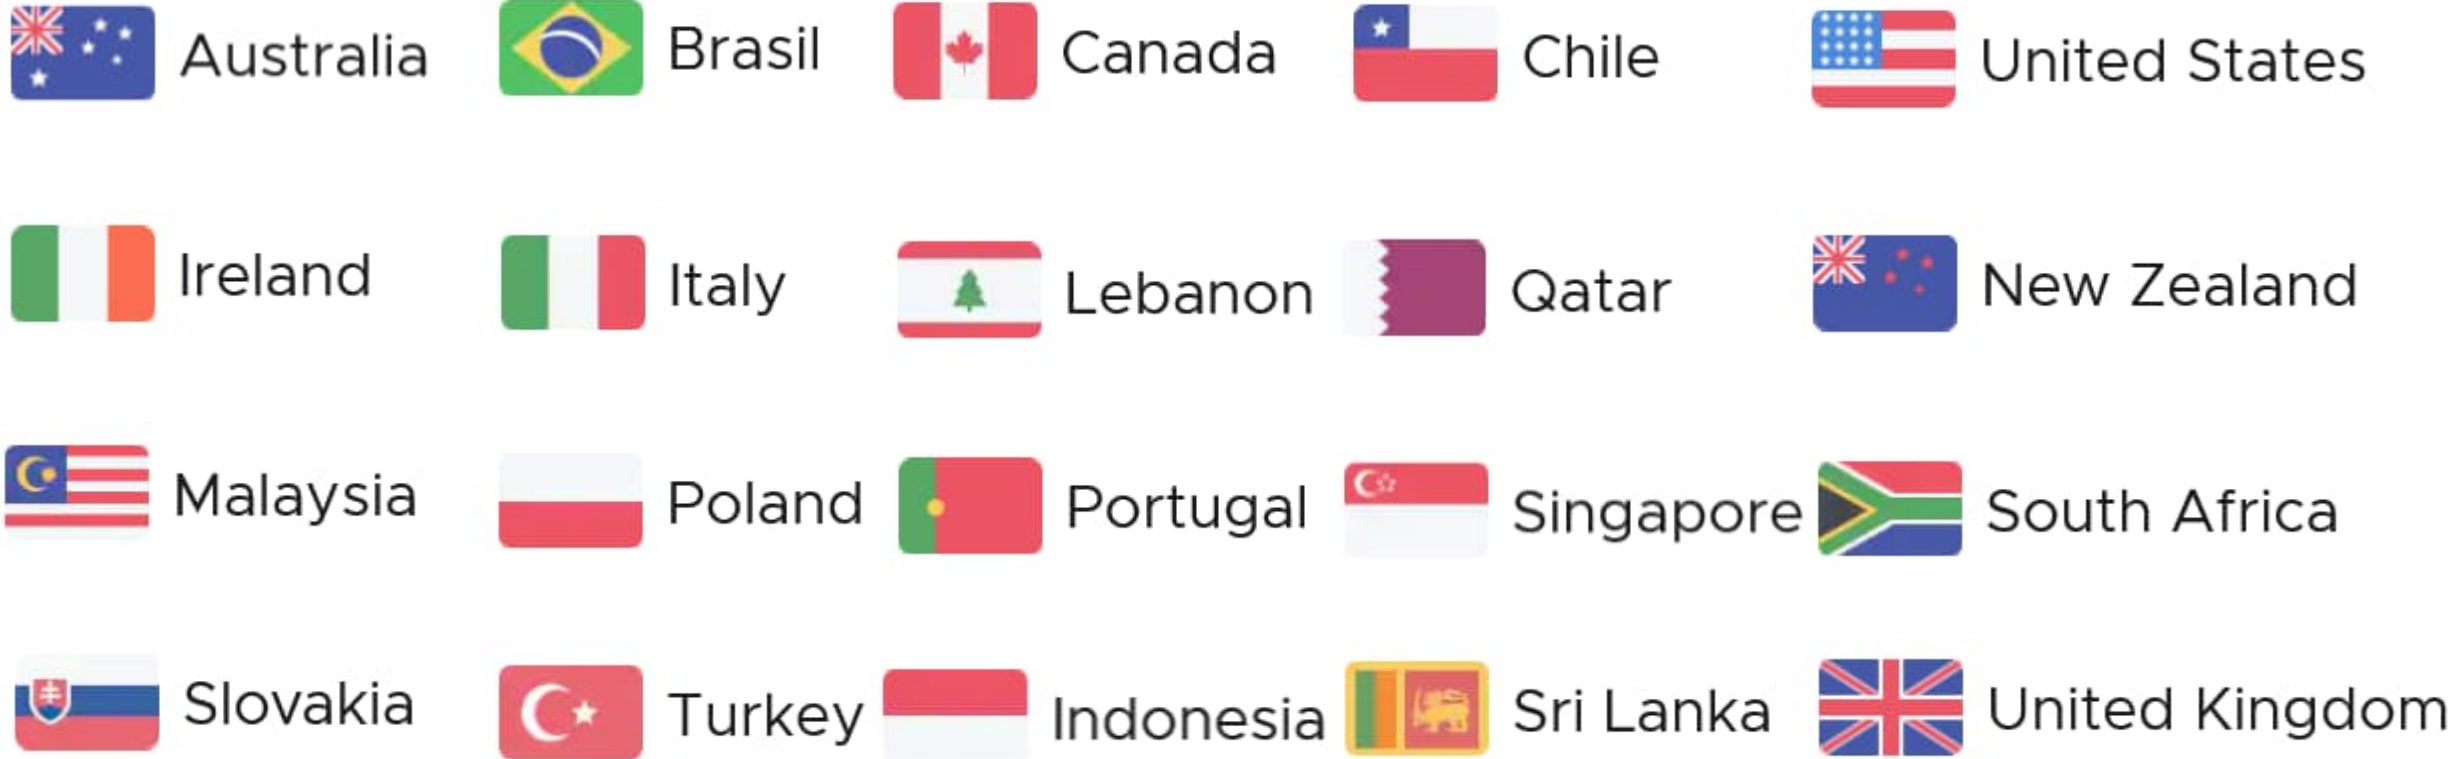 Australia Brasil Canada Chile United States
Ireland Italy Lebanon Qatar New Zealand
Malaysia Poland Portugal Singapore South Africa
Slovakia Turkey Indonesia Sri Lanka United Kingdom